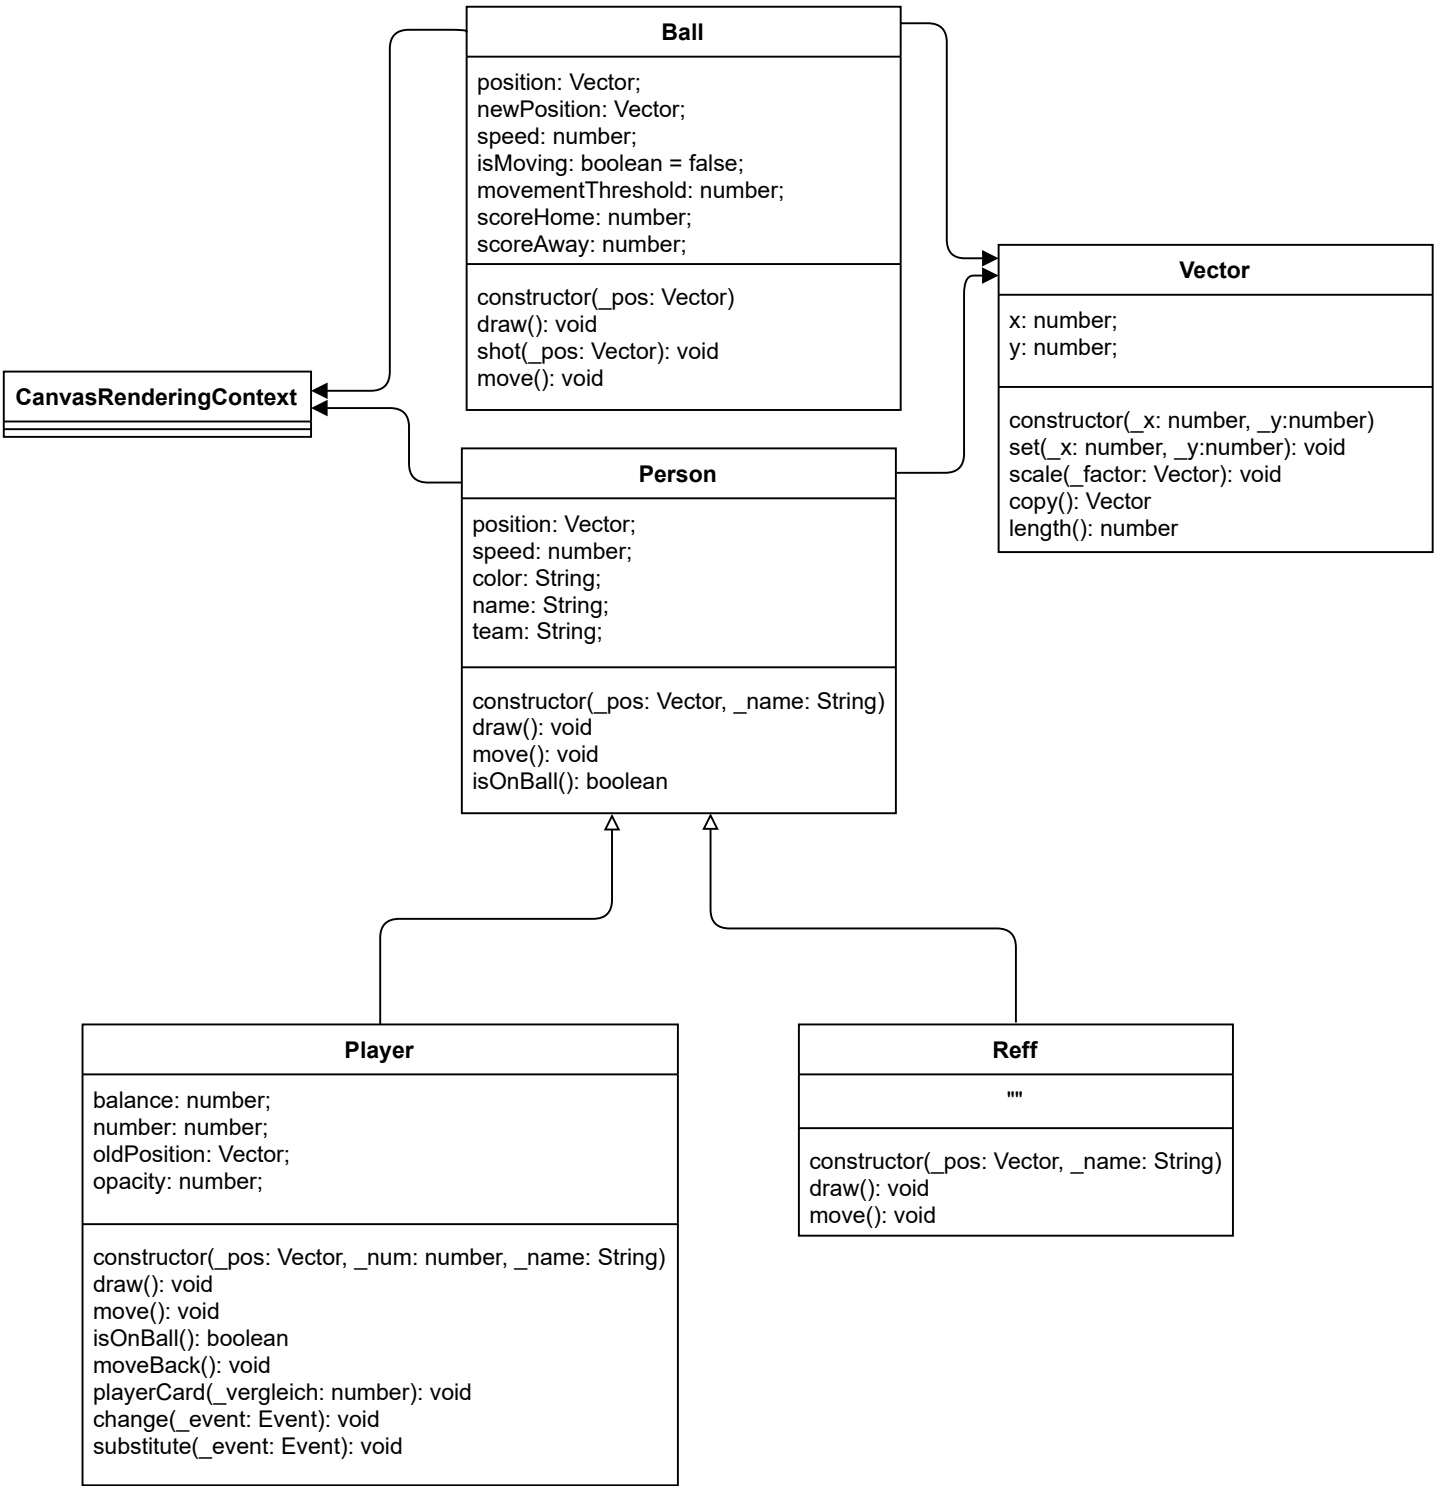 Ball
position: Vector;
newPosition: Vector;
speed: number;
isMoving: boolean = false;
movementThreshold: number;
scoreHome: number;
scoreAway: number;
constructor(_pos: Vector)
draw(): void
shot(_pos: Vector): void
move(): void
Vector
x: number;
y: number;
constructor(_x: number, _y:number)
set(_x: number, _y:number): void
scale(_factor: Vector): void
copy(): Vector
length(): number
CanvasRenderingContext
Person
position: Vector;
speed: number;
color: String;
name: String;
team: String;
constructor(_pos: Vector, _name: String)
draw(): void
move(): void
isOnBall(): boolean
Player
balance: number;
number: number;
oldPosition: Vector;
opacity: number;
constructor(_pos: Vector, _num: number, _name: String)
draw(): void
move(): void
isOnBall(): boolean
moveBack(): void
playerCard(_vergleich: number): void
change(_event: Event): void
substitute(_event: Event): void
Reff
""
constructor(_pos: Vector, _name: String)
draw(): void
move(): void